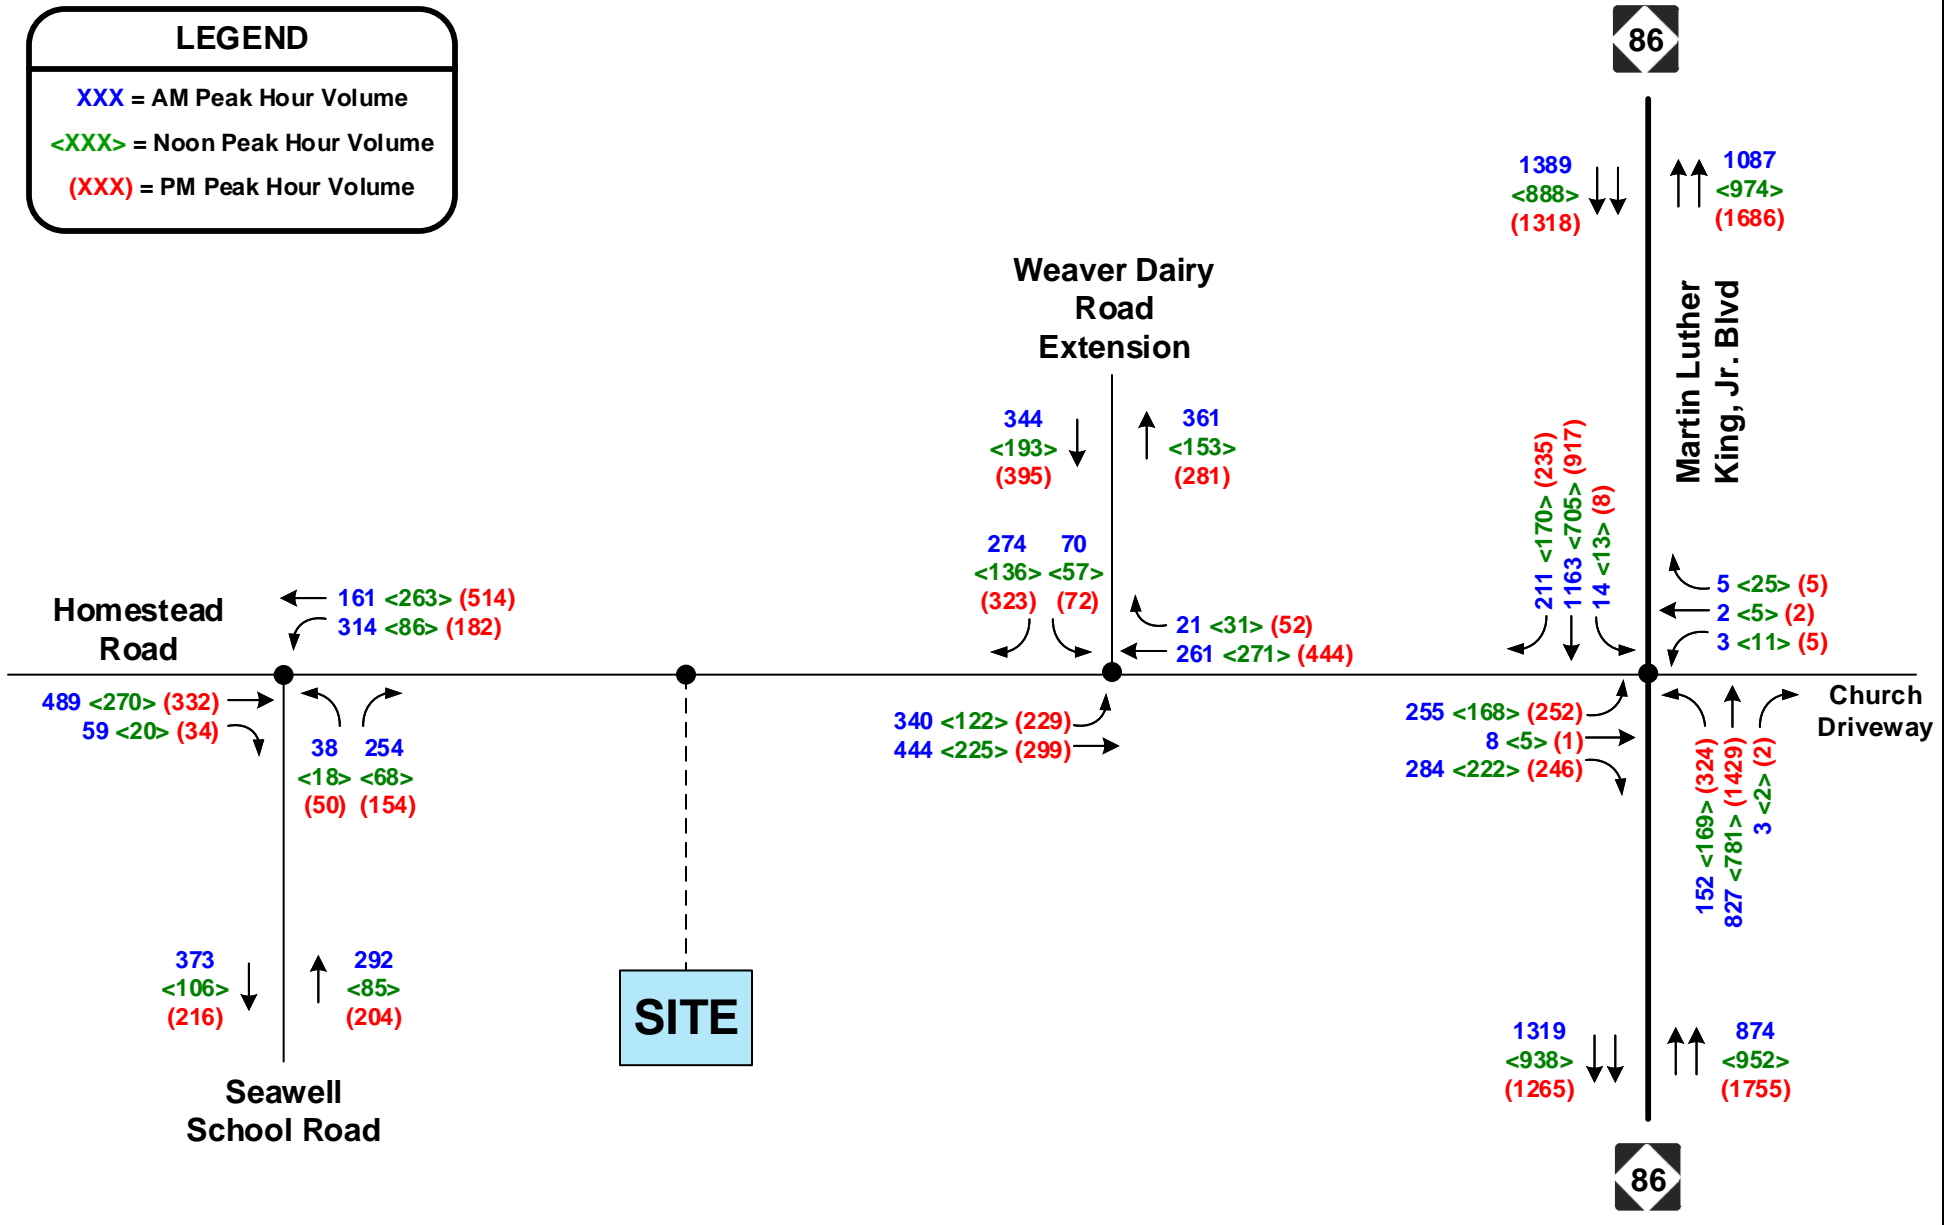 LEGEND
XXX = AM Peak Hour Volume
<XXX> = Noon Peak Hour Volume
(XXX) = PM Peak Hour Volume
86
1389
<888>
(1318)
1087
<974>
(1686)
Martin Luther
King, Jr. Blvd
Weaver Dairy
Road
Extension
344
<193>
(395)
361
<153>
(281)
274
<136>
(323)
70
<57>
(72)
21 <31> (52)
261 <271> (444)
340 <122> (229)
444 <225> (299)
211 <170> (235)
1163 <705> (917)
14 <13> (8)
5 <25> (5)
2 <5> (2)
3 <11> (5)
Homestead
Road
161 <263> (514)
314 <86> (182)
489 <270> (332)
59 <20> (34)
38
<18>
(50)
254
<68>
(154)
255 <168> (252)
8 <5> (1)
284 <222> (246)
Church
Driveway
152 <169> (324)
827 <781> (1429)
3 <2> (2)
373
<106>
(216)
292
<85>
(204)
SITE
Seawell
School Road
1319
<938>
(1265)
874
<952>
(1755)
86